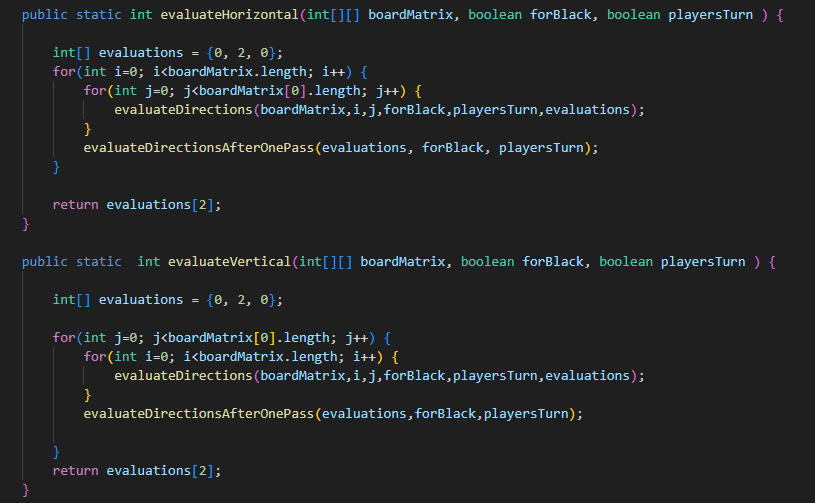 public static int evaluateHorizontal(int[][] boardMatrix, boolean forBlack, boolean playersTurn ) {
int[] evaluations = {0, 2, 0};
for(int i=0; i<boardMatrix.length; i++) {
for(int j=0; j<boardMatrix[0].length; j++) {
evaluateDirections(boardMatrix,i,j,forBlack,playersTurn,evaluations);
}
evaluateDirectionsAfterOnePass(evaluations, forBlack, playersTurn);
}
return evaluations[2];
}
public static  int evaluateVertical(int[][] boardMatrix, boolean forBlack, boolean playersTurn ) {
int[] evaluations = {0, 2, 0};
for(int j=0; j<boardMatrix[0].length; j++) {
for(int i=0; i<boardMatrix.length; i++) {
evaluateDirections(boardMatrix,i,j,forBlack,playersTurn,evaluations);
}
evaluateDirectionsAfterOnePass(evaluations,forBlack,playersTurn);
}
return evaluations[2];
}